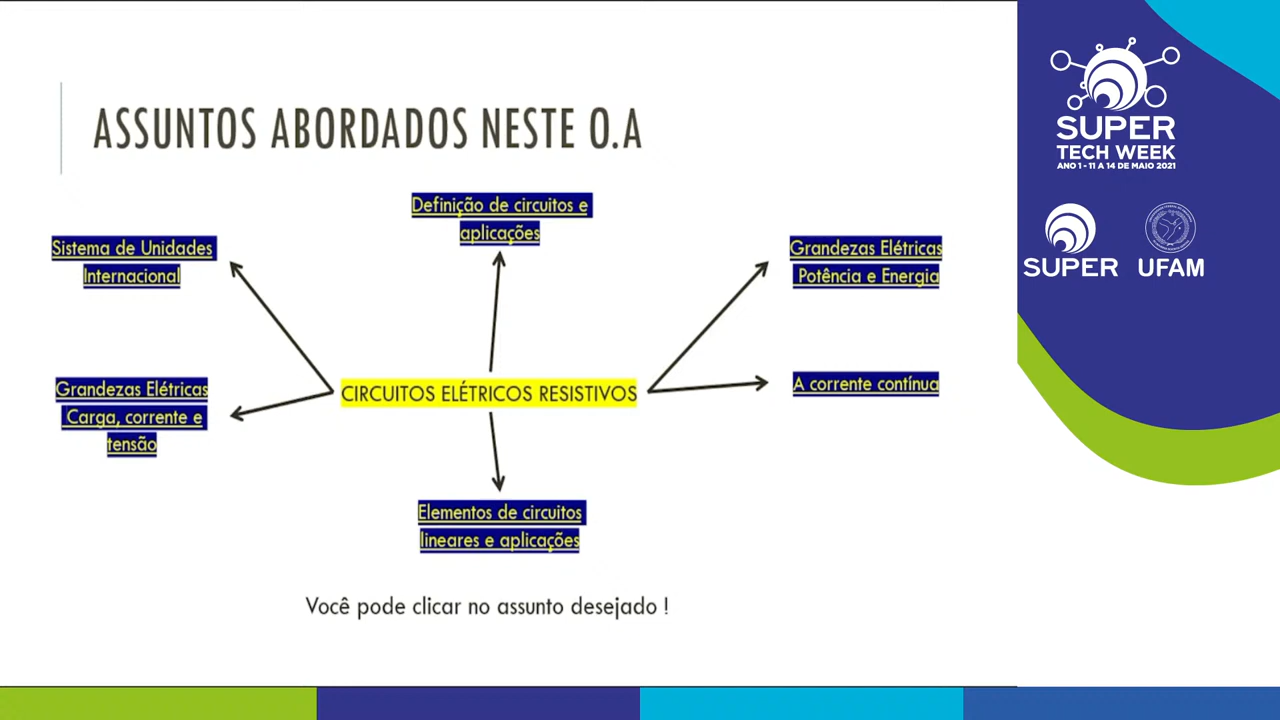 ASSUNTOS ABORDADOS NESTE O.A
Definição de circuitos e
aplicações
Sistema de Unidades
Internacional
Grandezas Elétricas
Potência e Energia
Grandezas Elétricas
Carga, corrente e
tensão
CIRCUITOS ELÉTRICOS RESISTIVOS
A corrente contínua
Elementos de circuitos
lineares e aplicações
Você pode clicar no assunto desejado !
SUPER
TECH WEEK
ANO 1 - 11 A 14 DE MAIO 2021
SUPER
UFAM